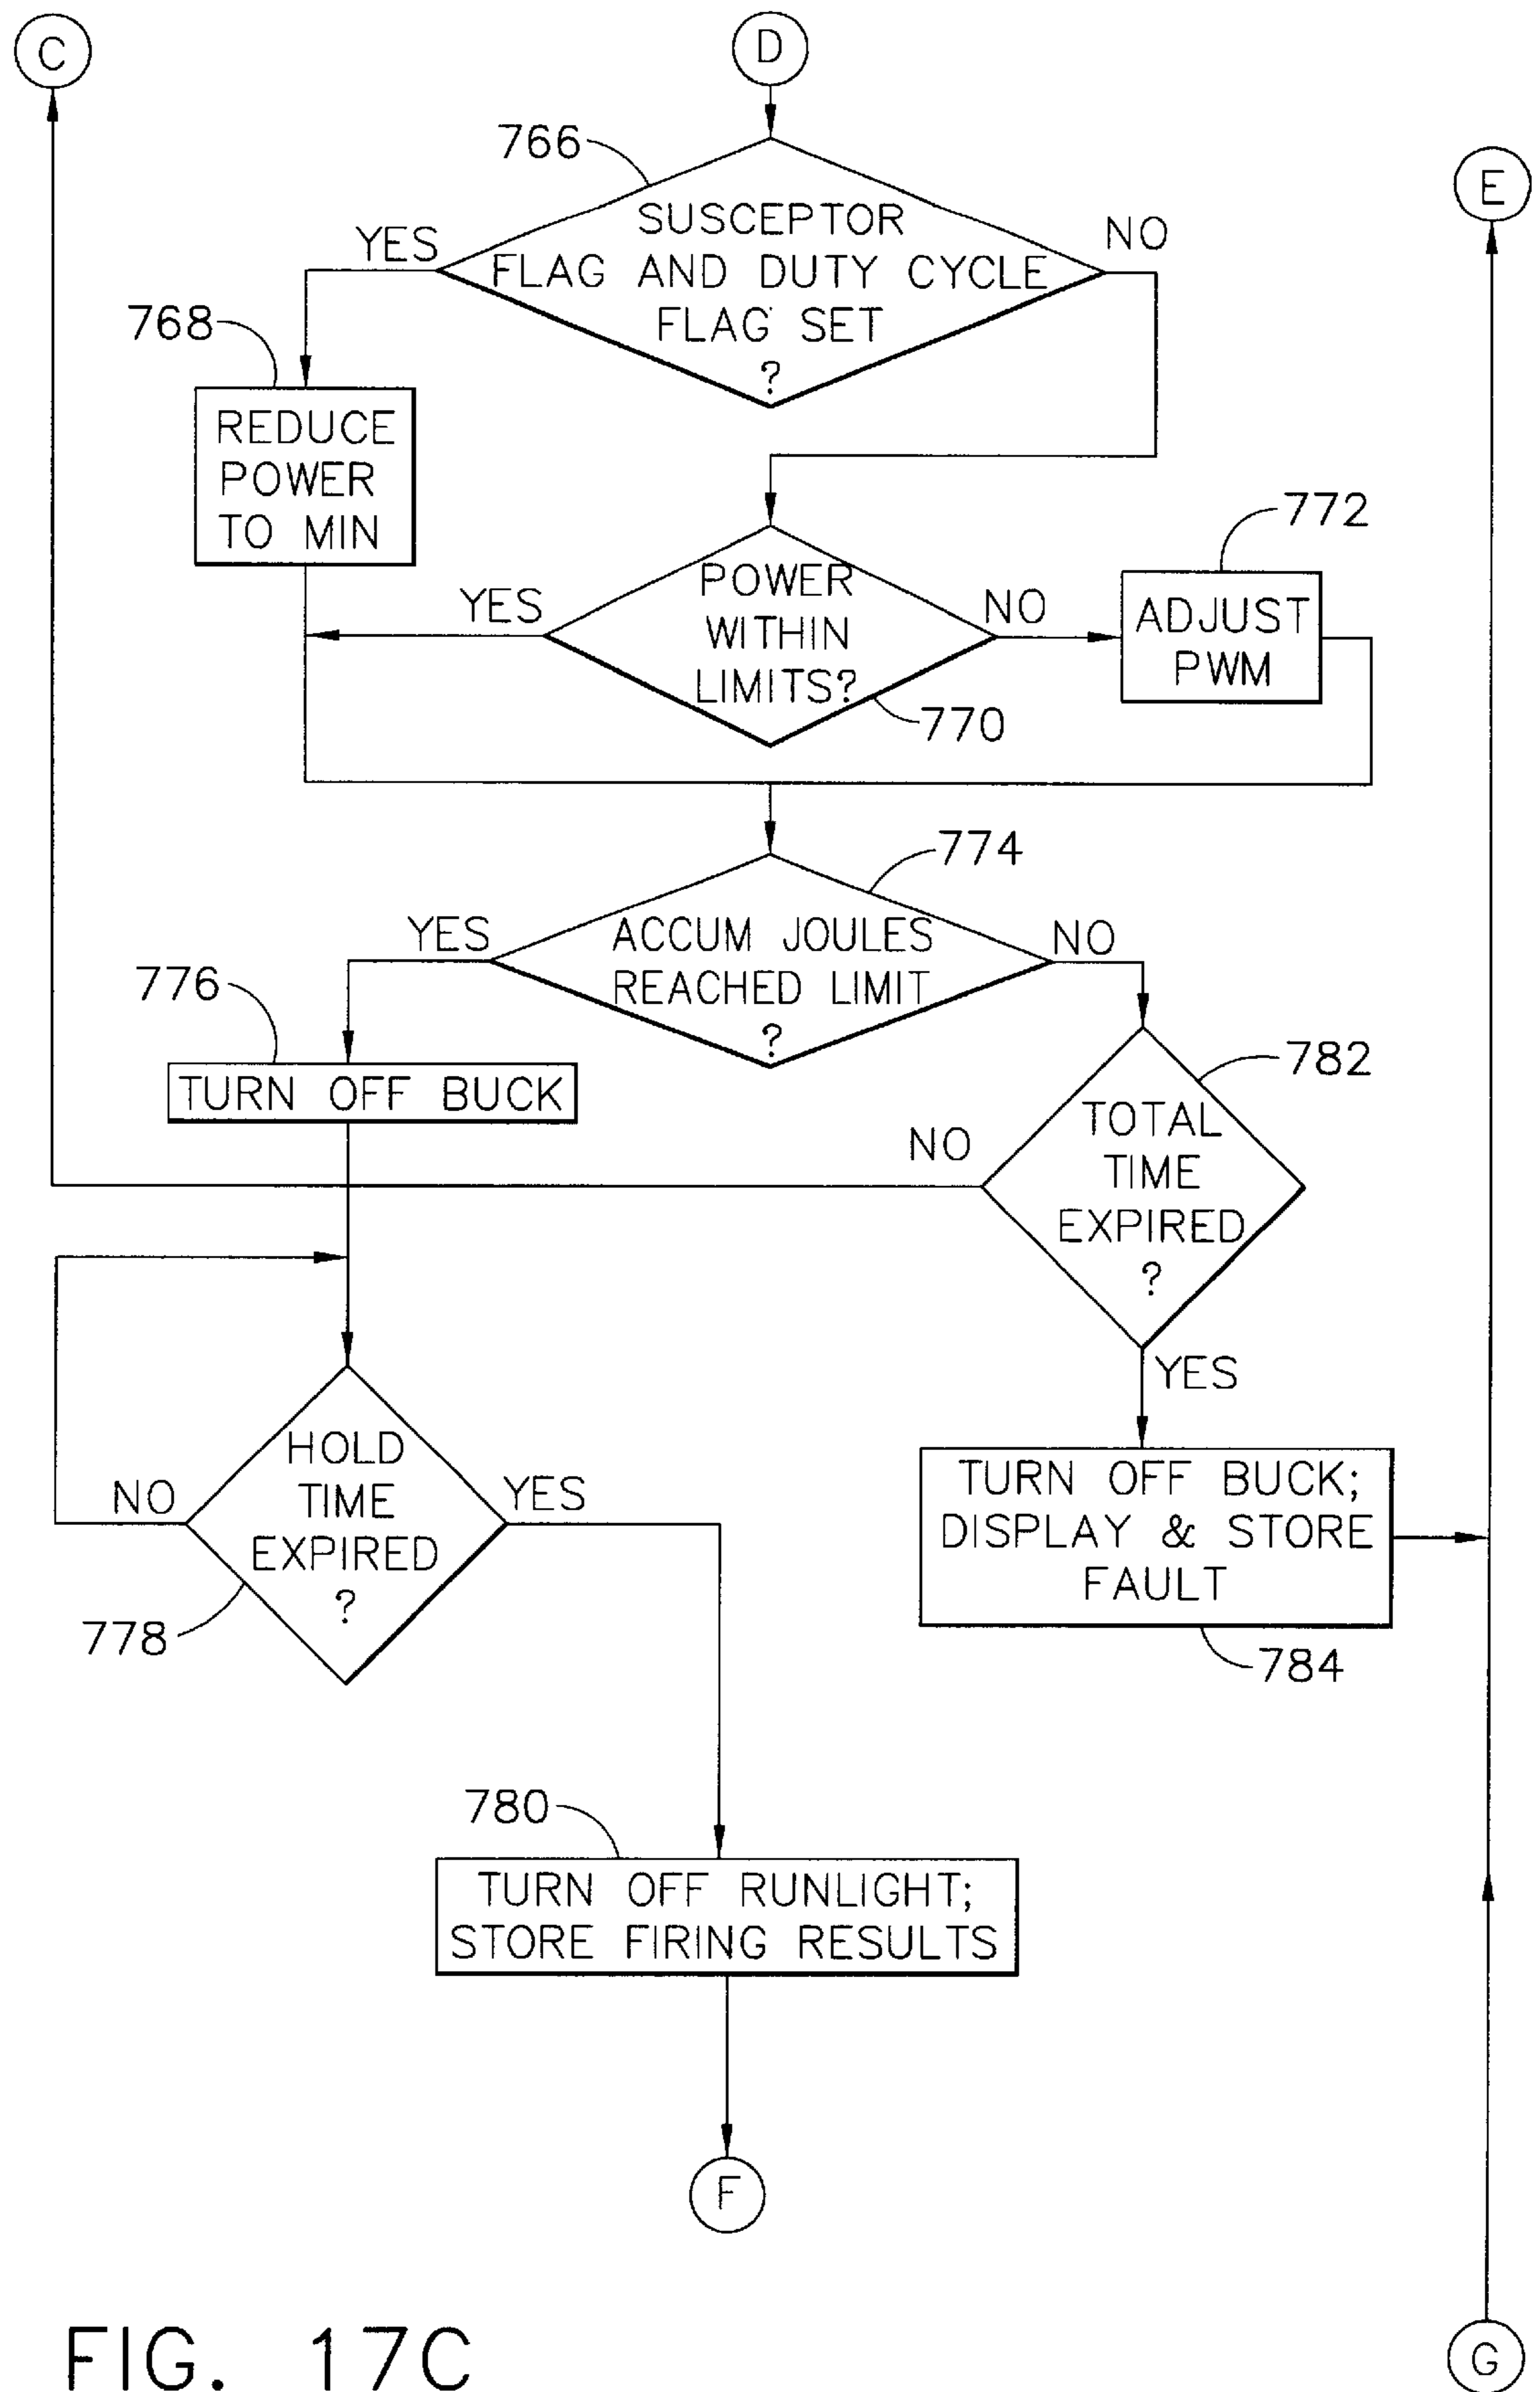 C
D
E
766
SUSCEPTOR
FLAG AND DUTY CYCLE
FLAG SET
?
YES
NO
768
REDUCE
POWER
TO MIN
POWER
WITHIN
LIMITS?
YES
NO
770
772
ADJUST
PWM
774
ACCUM JOULES
REACHED LIMIT
?
YES
NO
776
TURN OFF BUCK
782
TOTAL
TIME
EXPIRED
?
NO
YES
HOLD
TIME
EXPIRED
?
NO
YES
778
TURN OFF BUCK;
DISPLAY & STORE
FAULT
784
780
TURN OFF RUNLIGHT;
STORE FIRING RESULTS
F
G
FIG. 17C